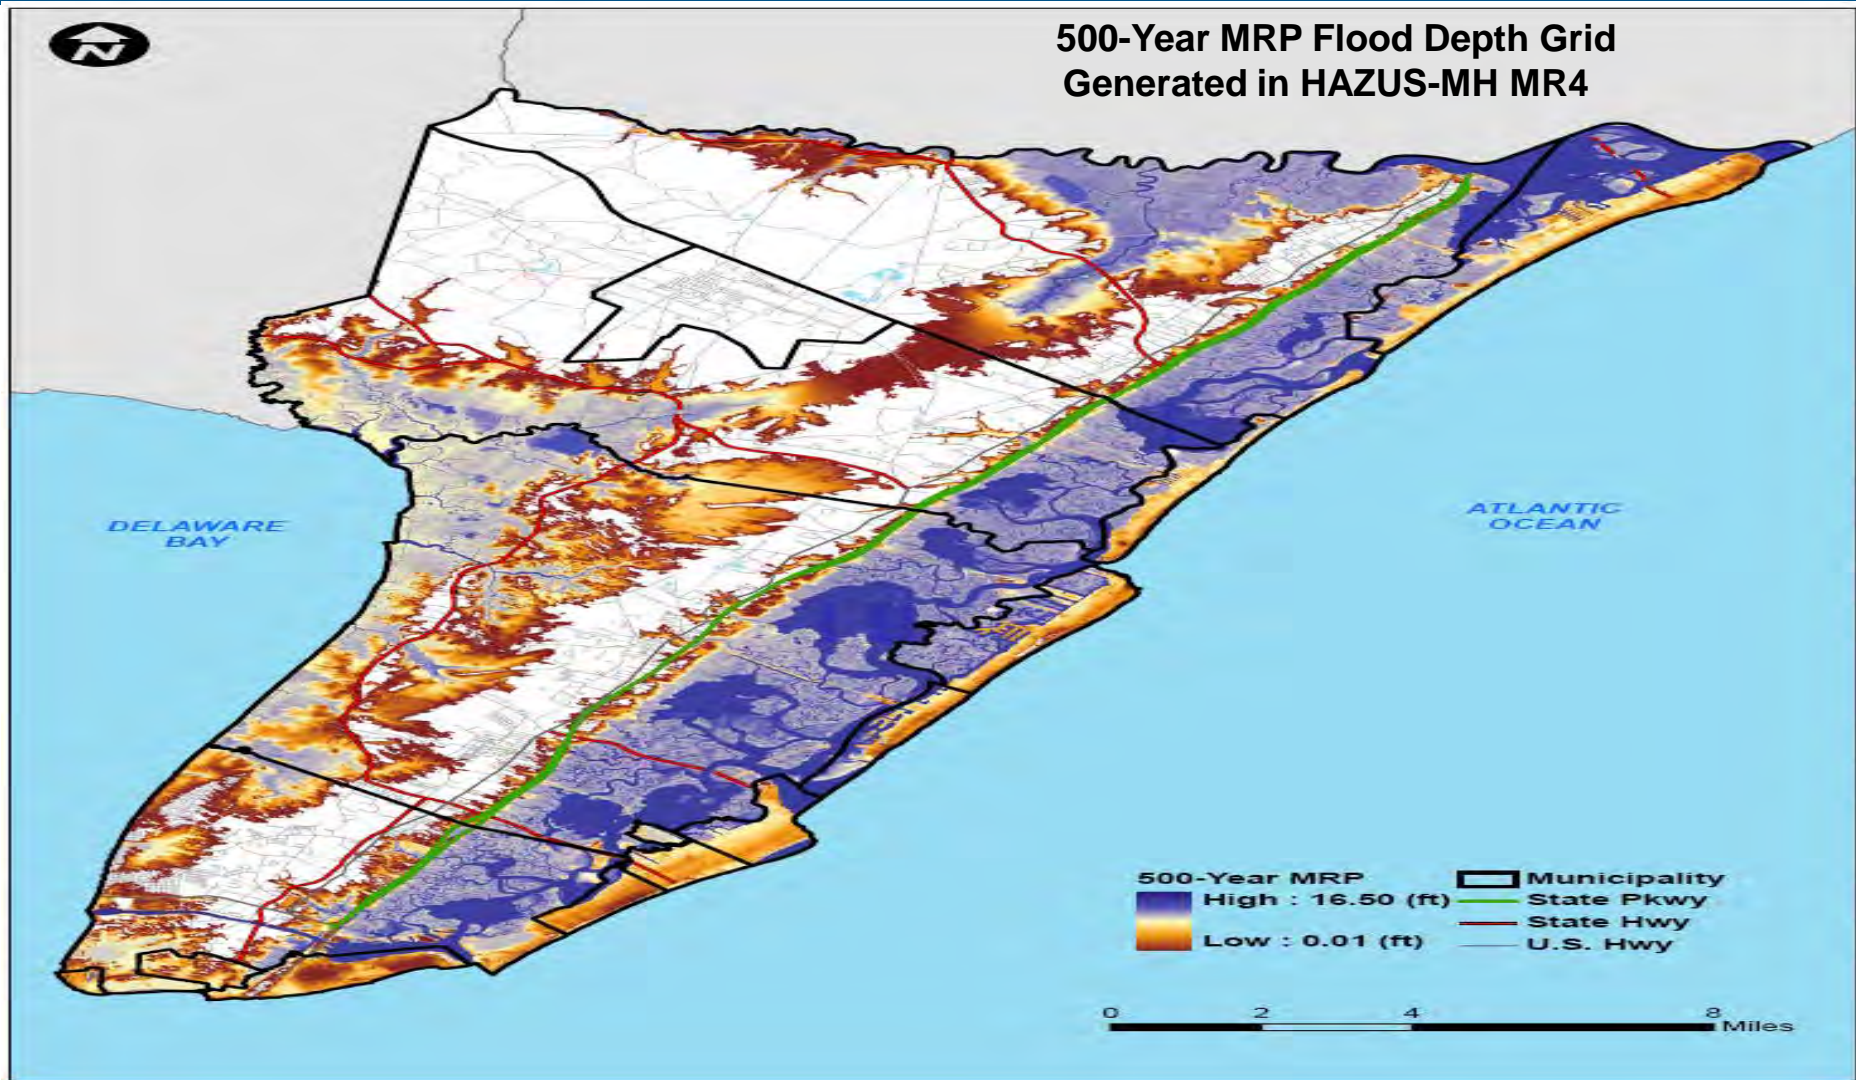 N
500-Year MRP Flood Depth Grid
Generated in HAZUS-MH MR4
DELAWARE
BAY
ATLANTIC
OCEAN
500-Year MRP
High : 16.50 (ft)
Low : 0.01 (ft)
Municipality
State Pkwy
State Hwy
U.S. Hwy
0 2 4 8
Miles